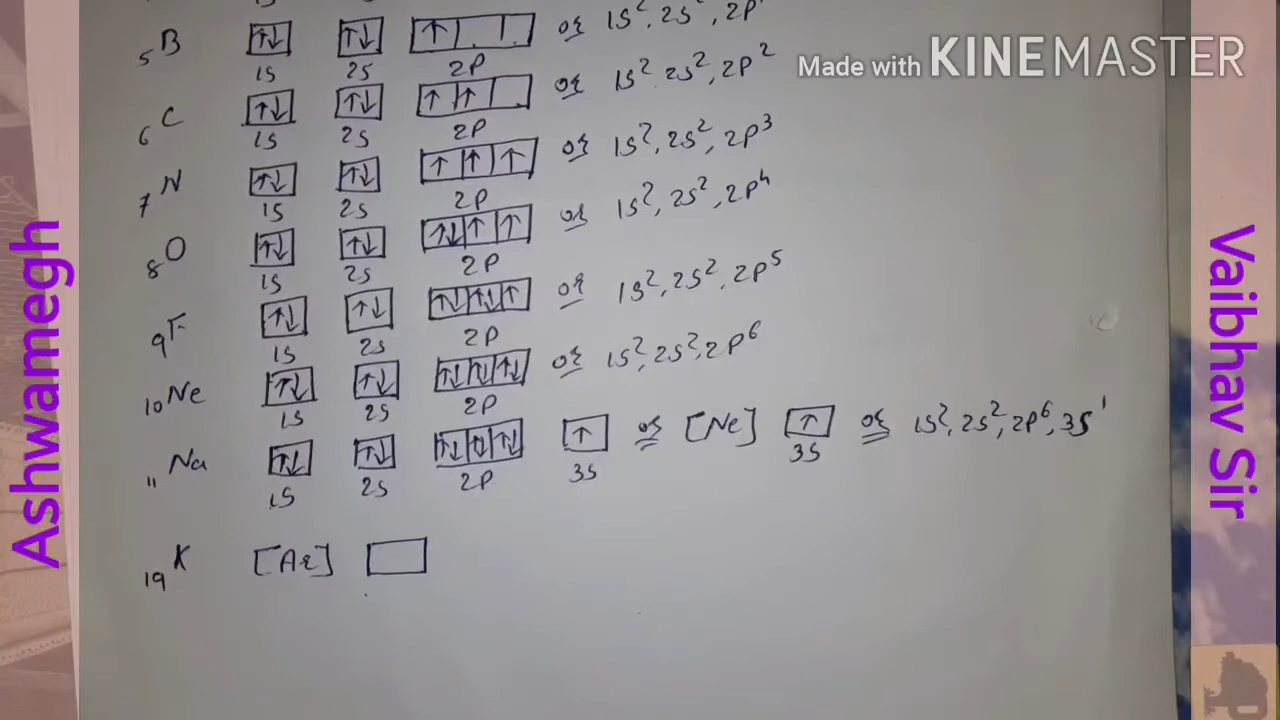 Made with KINEMASTER
Ashwamegh
Vaibhav Sir
5B ↑↓ ↑↓ ↑ or 1s², 2s², 2p¹
1s 2s 2p
6C ↑↓ ↑↓ ↑ ↑ or 1s² 2s², 2p²
1s 2s 2p
7N ↑↓ ↑↓ ↑ ↑ ↑ or 1s², 2s², 2p³
1s 2s 2p
8O ↑↓ ↑↓ ↑↓ ↑ ↑ or 1s², 2s², 2p⁴
1s 2s 2p
9F ↑↓ ↑↓ ↑↓ ↑↓ ↑ or 1s², 2s², 2p⁵
1s 2s 2p
10Ne ↑↓ ↑↓ ↑↓ ↑↓ ↑↓ or 1s², 2s², 2p⁶
1s 2s 2p
11Na ↑↓ ↑↓ ↑↓ ↑↓ ↑↓ ↑ or [Ne] ↑ or 1s², 2s², 2p⁶, 3s¹
1s 2s 2p 3s 3s
19K [Ar]